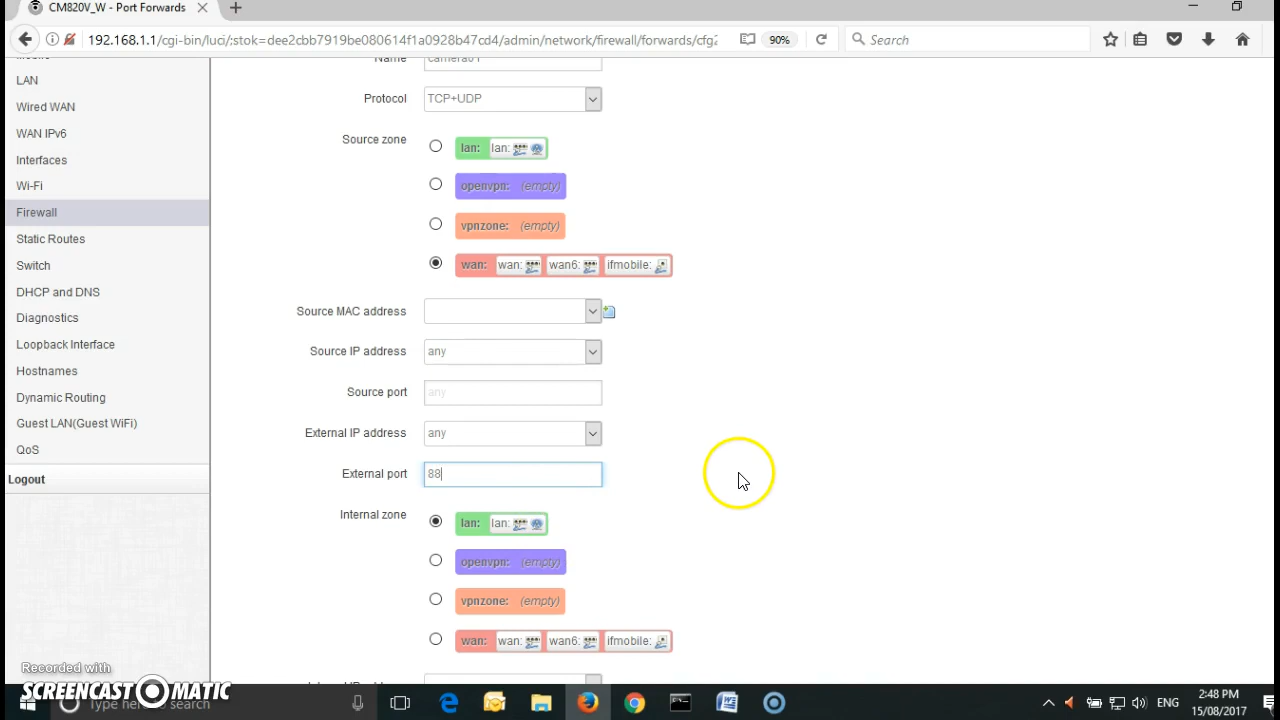 CM820V_W - Port Forwards
192.168.1.1/cgi-bin/luci/;stok=dee2cbb7919be080614f1a0928b47cd4/admin/network/firewall/forwards/cfg2
90%
Search
LAN
Wired WAN
WAN IPv6
Interfaces
Wi-Fi
Firewall
Static Routes
Switch
DHCP and DNS
Diagnostics
Loopback Interface
Hostnames
Dynamic Routing
Guest LAN(Guest WiFi)
QoS
Logout
Name
Protocol TCP+UDP
Source zone
lan: lan:
openvpn: (empty)
vpnzone: (empty)
wan: wan: wan6: ifmobile:
Source MAC address
Source IP address any
Source port any
External IP address any
External port 88
Internal zone
lan: lan:
openvpn: (empty)
vpnzone: (empty)
wan: wan: wan6: ifmobile:
Recorded with
SCREENCAST-O-MATIC
Type here to search
ENG
2:48 PM
15/08/2017